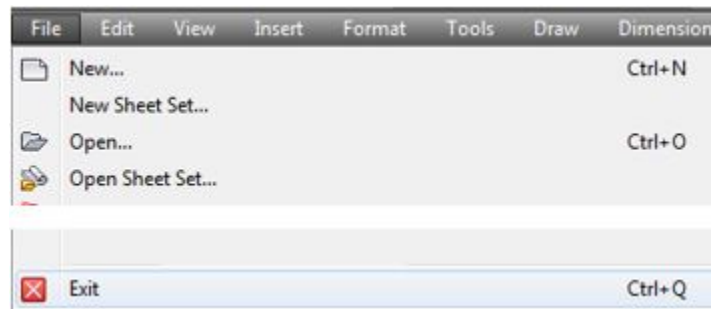 File Edit View Insert Format Tools Draw Dimension
New... Ctrl+N
New Sheet Set...
Open... Ctrl+O
Open Sheet Set...
Exit Ctrl+Q